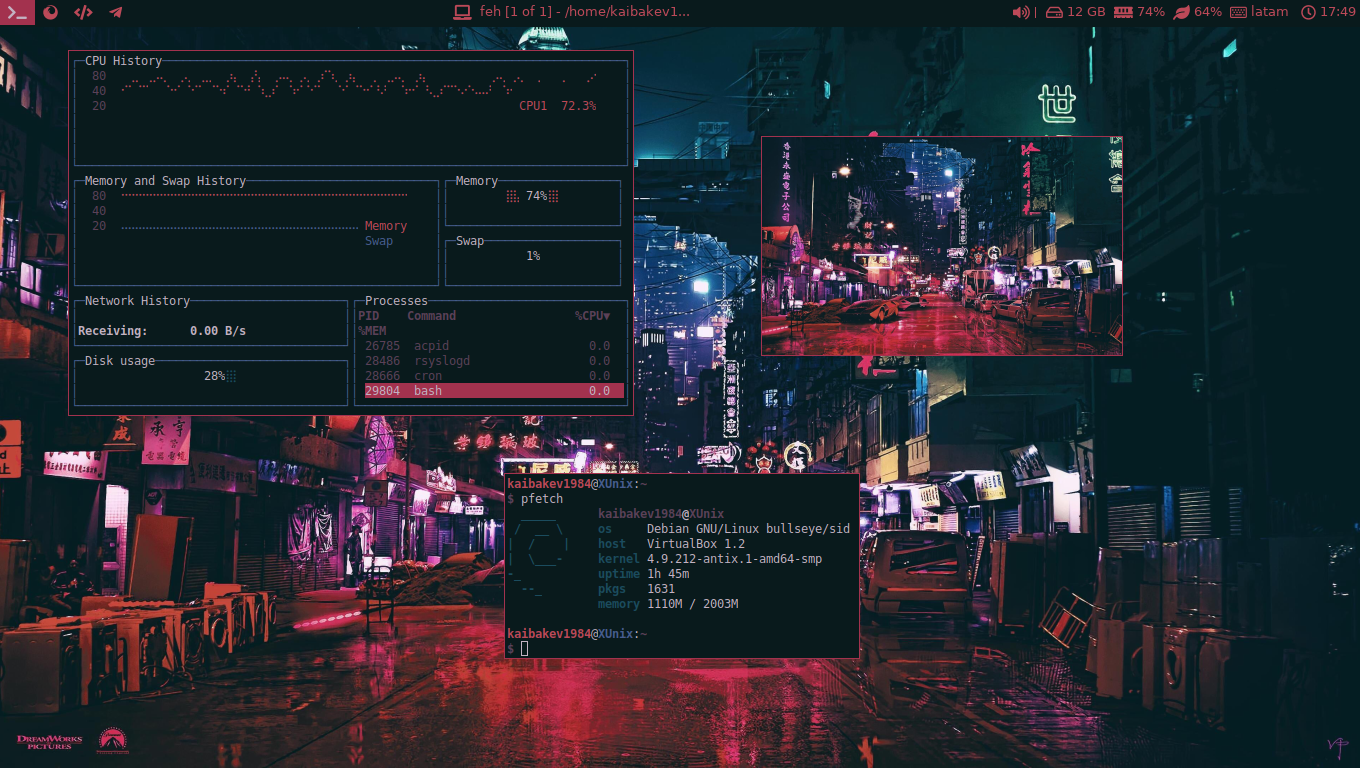 feh [1 of 1] - /home/kaibakev1...
12 GB
74%
64%
latam
17:49
CPU History
80
40
20
CPU1 72.3%
Memory and Swap History
80
40
20
Memory
Swap
Memory
74%
Swap
1%
Network History
Receiving: 0.00 B/s
Disk usage
28%
Processes
PID Command %CPU▼
%MEM
26785 acpid 0.0
28486 rsyslogd 0.0
28666 cron 0.0
29804 bash 0.0
世
kaibakev1984@XUnix:~
$ pfetch
kaibakev1984@XUnix
os Debian GNU/Linux bullseye/sid
host VirtualBox 1.2
kernel 4.9.212-antix.1-amd64-smp
uptime 1h 45m
pkgs 1631
memory 1110M / 2003M
kaibakev1984@XUnix:~
$
璃玻
DREAMWORKS
PICTURES